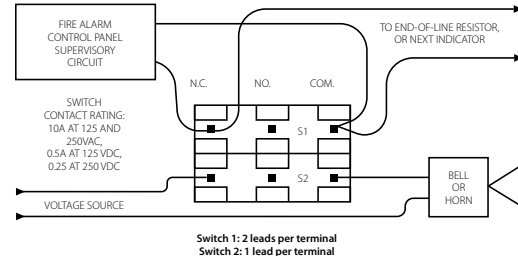 FIRE ALARM
CONTROL PANEL
SUPERVISORY
CIRCUIT
TO END-OF-LINE RESISTOR,
OR NEXT INDICATOR
N.C.
NO.
COM.
SWITCH
CONTACT RATING:
10A AT 125 AND
250VAC,
0.5A AT 125 VDC,
0.25 AT 250 VDC
S1
S2
VOLTAGE SOURCE
BELL
OR
HORN
Switch 1: 2 leads per terminal
Switch 2: 1 lead per terminal